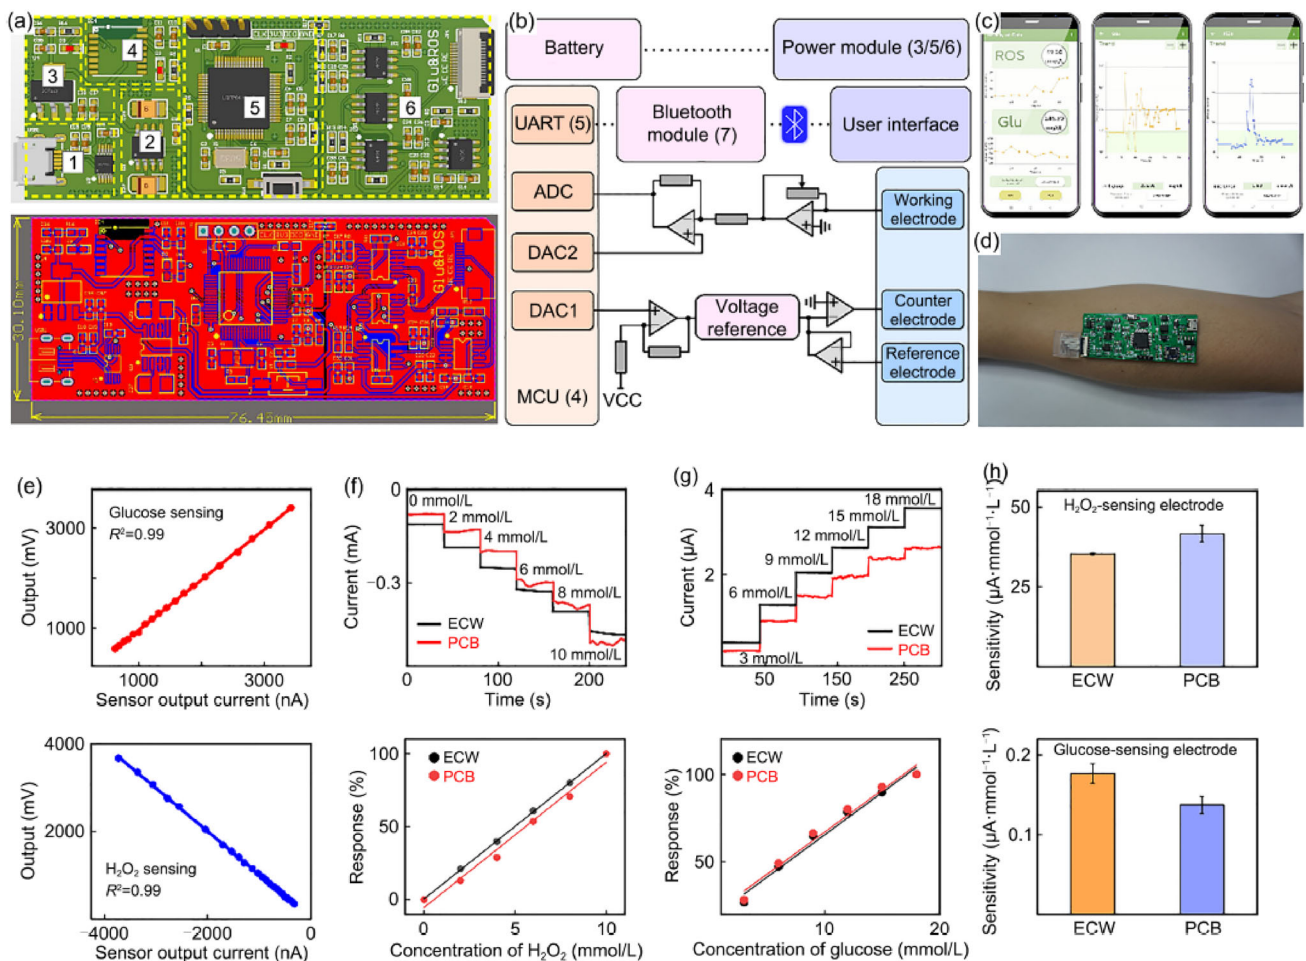 (a)
3
4
5
6
1
2
Glu&ROS
Glu&ROS
30.10mm
76.43mm
(b)
Battery
Power module (3/5/6)
UART (5)
Bluetooth
module (7)
User interface
ADC
DAC2
DAC1
MCU (4)
VCC
Voltage
reference
Working
electrode
Counter
electrode
Reference
electrode
(c)
ROS
Glu
Trend
Trend
(d)
(e)
Glucose sensing
R²=0.99
Output (mV)
3000
1000
1000
3000
Sensor output current (nA)
Output (mV)
4000
2000
H₂O₂ sensing
R²=0.99
−4000
−2000
0
Sensor output current (nA)
(f)
Current (mA)
0
−0.3
0 mmol/L
2 mmol/L
4 mmol/L
6 mmol/L
8 mmol/L
10 mmol/L
ECW
PCB
0
100
200
Time (s)
Response (%)
100
50
0
ECW
PCB
0
5
10
Concentration of H₂O₂ (mmol/L)
(g)
Current (μA)
4
2
18 mmol/L
15 mmol/L
12 mmol/L
9 mmol/L
6 mmol/L
3 mmol/L
ECW
PCB
50
150
250
Time (s)
Response (%)
100
50
ECW
PCB
10
20
Concentration of glucose (mmol/L)
(h)
Sensitivity (μA·mmol⁻¹·L⁻¹)
50
25
H₂O₂-sensing electrode
ECW
PCB
Sensitivity (μA·mmol⁻¹·L⁻¹)
0.2
0.1
Glucose-sensing electrode
ECW
PCB